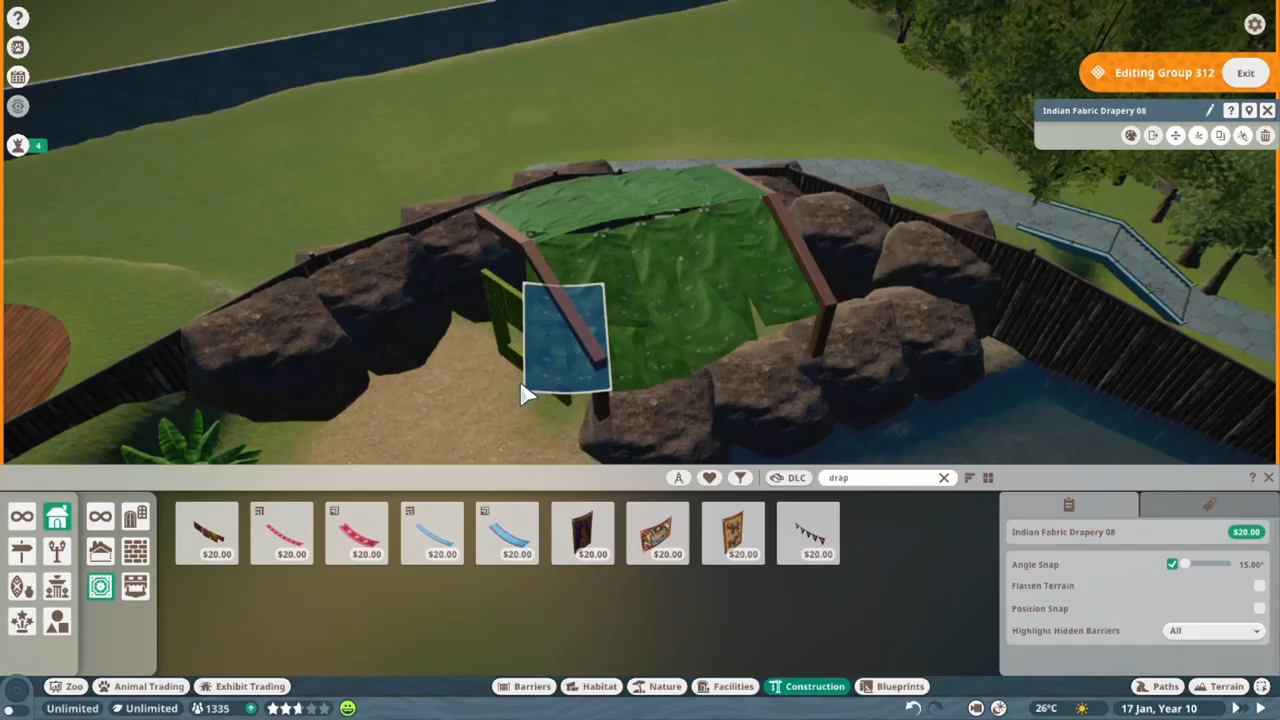 ?
4
Editing Group 312
Exit
Indian Fabric Drapery 08
?
DLC
drap
?
$20.00
$20.00
$20.00
$20.00
$20.00
$20.00
$20.00
$20.00
$20.00
Indian Fabric Drapery 08
$20.00
Angle Snap
15.00°
Flatten Terrain
Position Snap
Highlight Hidden Barriers
All
Zoo
Animal Trading
Exhibit Trading
Barriers
Habitat
Nature
Facilities
Construction
Blueprints
Paths
Terrain
Unlimited
Unlimited
1335
26°C
17 Jan, Year 10